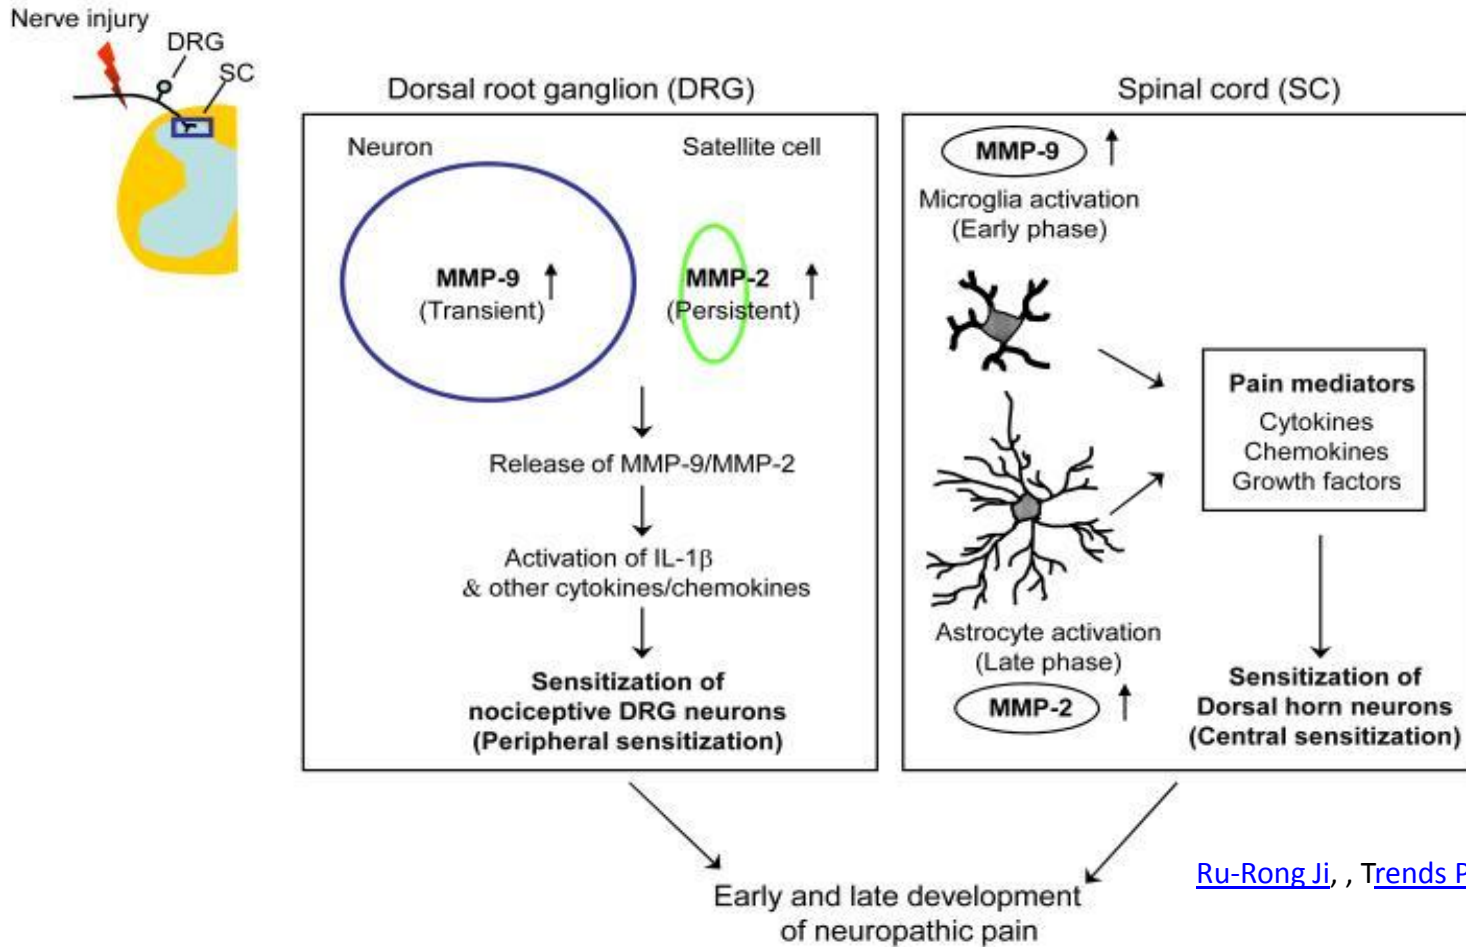 Nerve injury
DRG
SC
Dorsal root ganglion (DRG)
Neuron
Satellite cell
MMP-9
(Transient)
MMP-2
(Persistent)
Release of MMP-9/MMP-2
Activation of IL-1β
& other cytokines/chemokines
Sensitization of
nociceptive DRG neurons
(Peripheral sensitization)
Spinal cord (SC)
MMP-9
Microglia activation
(Early phase)
Pain mediators
Cytokines
Chemokines
Growth factors
Astrocyte activation
(Late phase)
MMP-2
Sensitization of
Dorsal horn neurons
(Central sensitization)
Early and late development
of neuropathic pain
Ru-Rong Ji, , Trends P